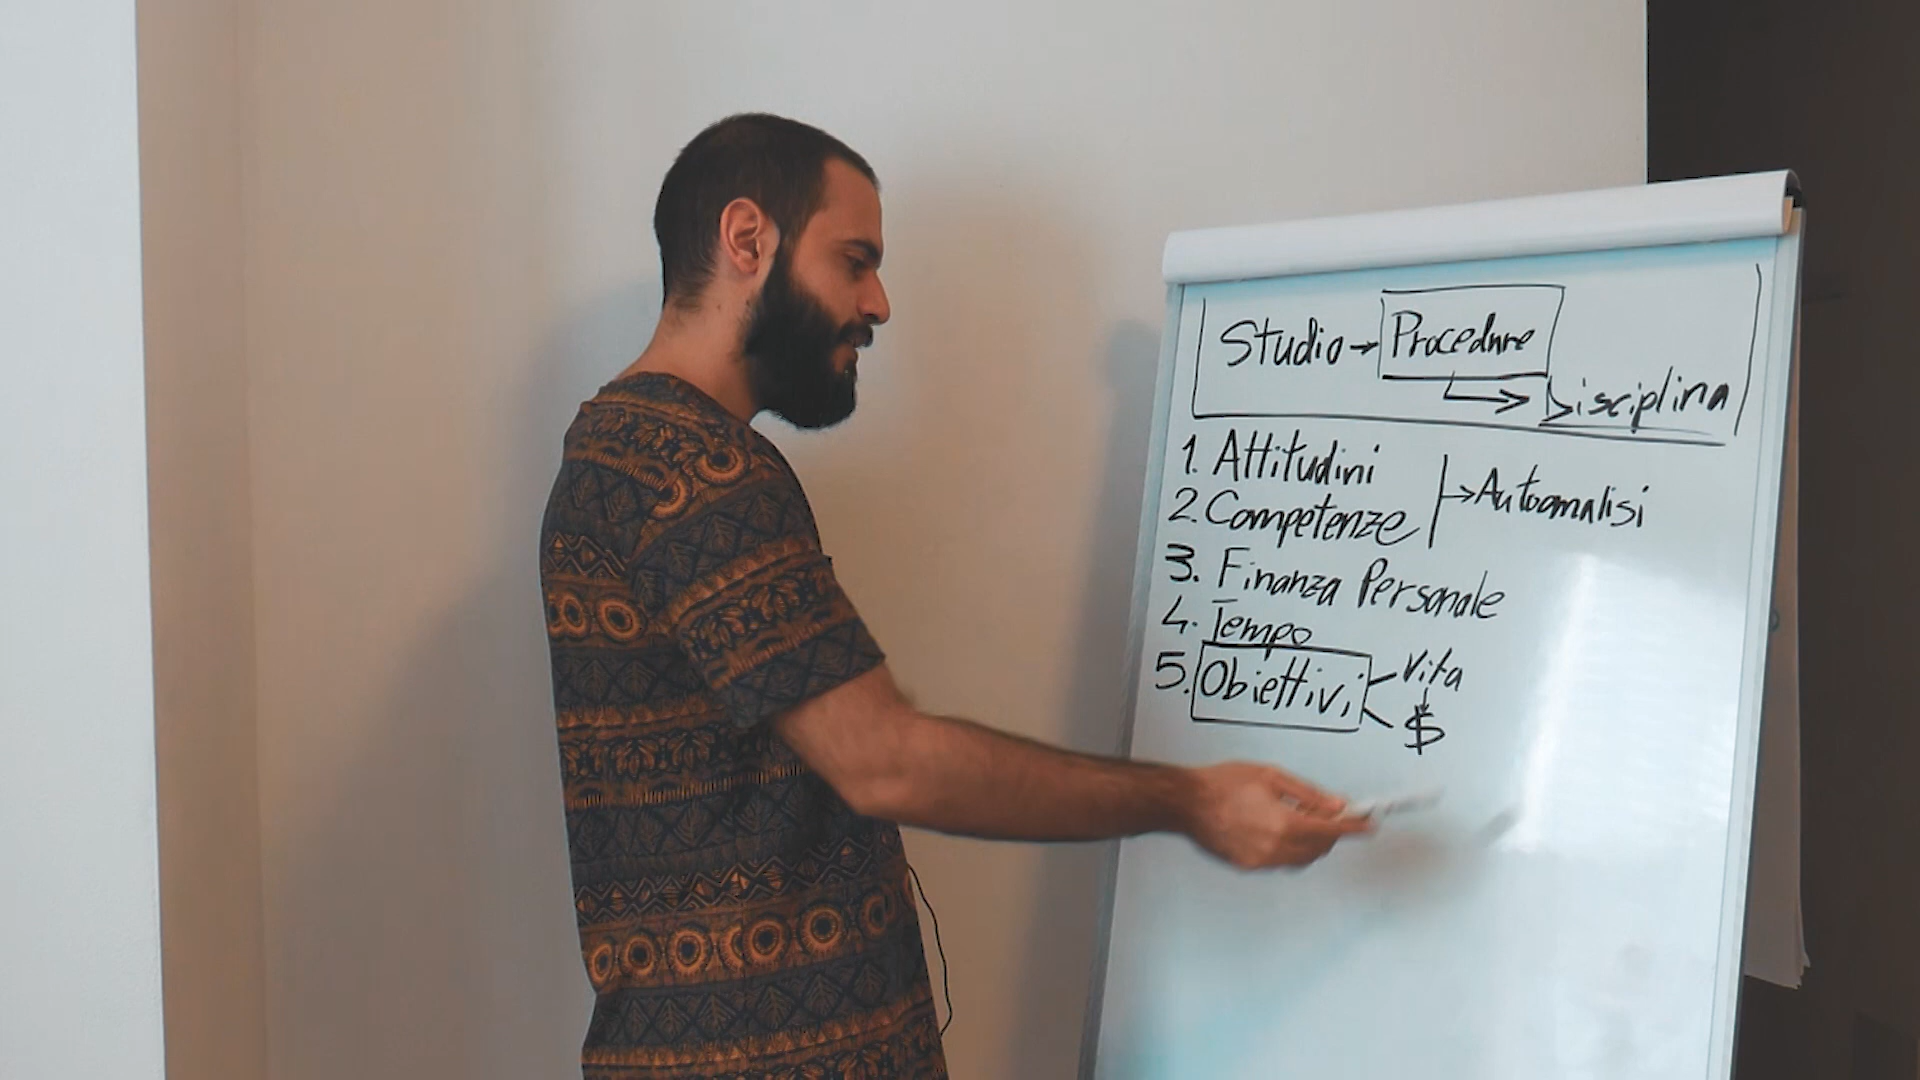 Studio → Procedure
→ Disciplina
1. Attitudini
2. Competenze
→ Autoanalisi
3. Finanza Personale
4. Tempo
5. Obiettivi
Vita
$